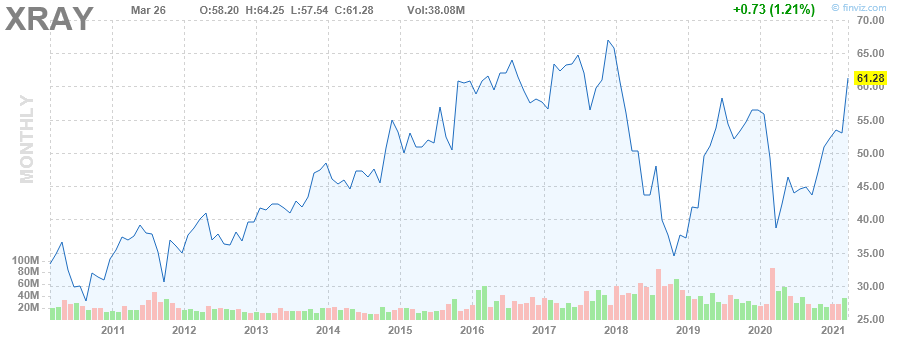 XRAY Mar 26 O:58.20 H:64.25 L:57.54 C:61.28 Vol:38.08M +0.73 (1.21%) © finviz.com
MONTHLY
70.00
65.00
61.28
60.00
55.00
50.00
45.00
40.00
35.00
30.00
25.00
100M
80M
60M
40M
20M
2011 2012 2013 2014 2015 2016 2017 2018 2019 2020 2021